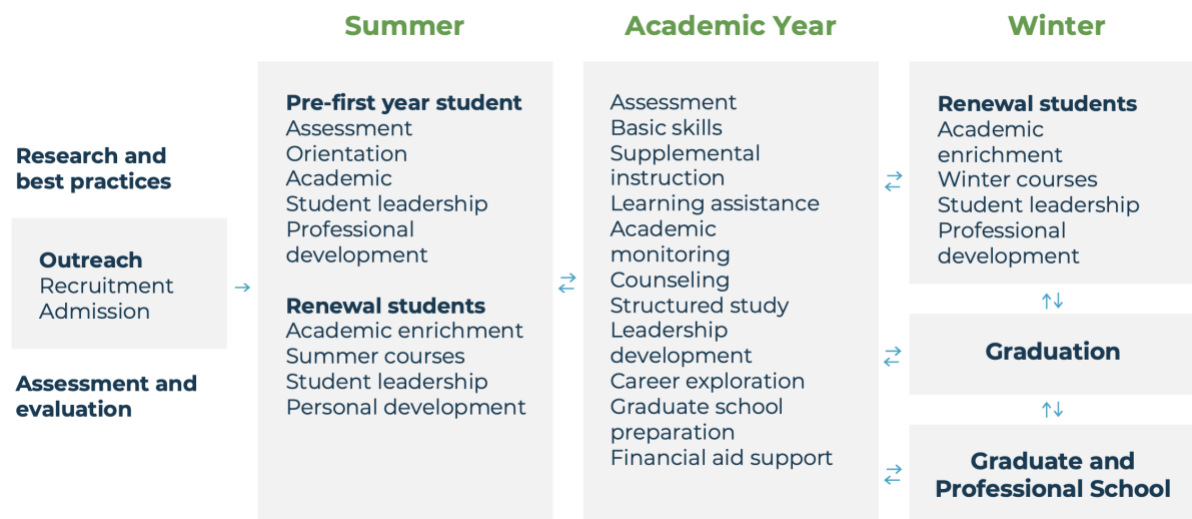 Summer
Academic Year
Winter
Research and
best practices
Outreach
Recruitment
Admission
Assessment and
evaluation
Pre-first year student
Assessment
Orientation
Academic
Student leadership
Professional
development
Renewal students
Academic enrichment
Summer courses
Student leadership
Personal development
Assessment
Basic skills
Supplemental
instruction
Learning assistance
Academic
monitoring
Counseling
Structured study
Leadership
development
Career exploration
Graduate school
preparation
Financial aid support
Renewal students
Academic
enrichment
Winter courses
Student leadership
Professional
development
Graduation
Graduate and
Professional School